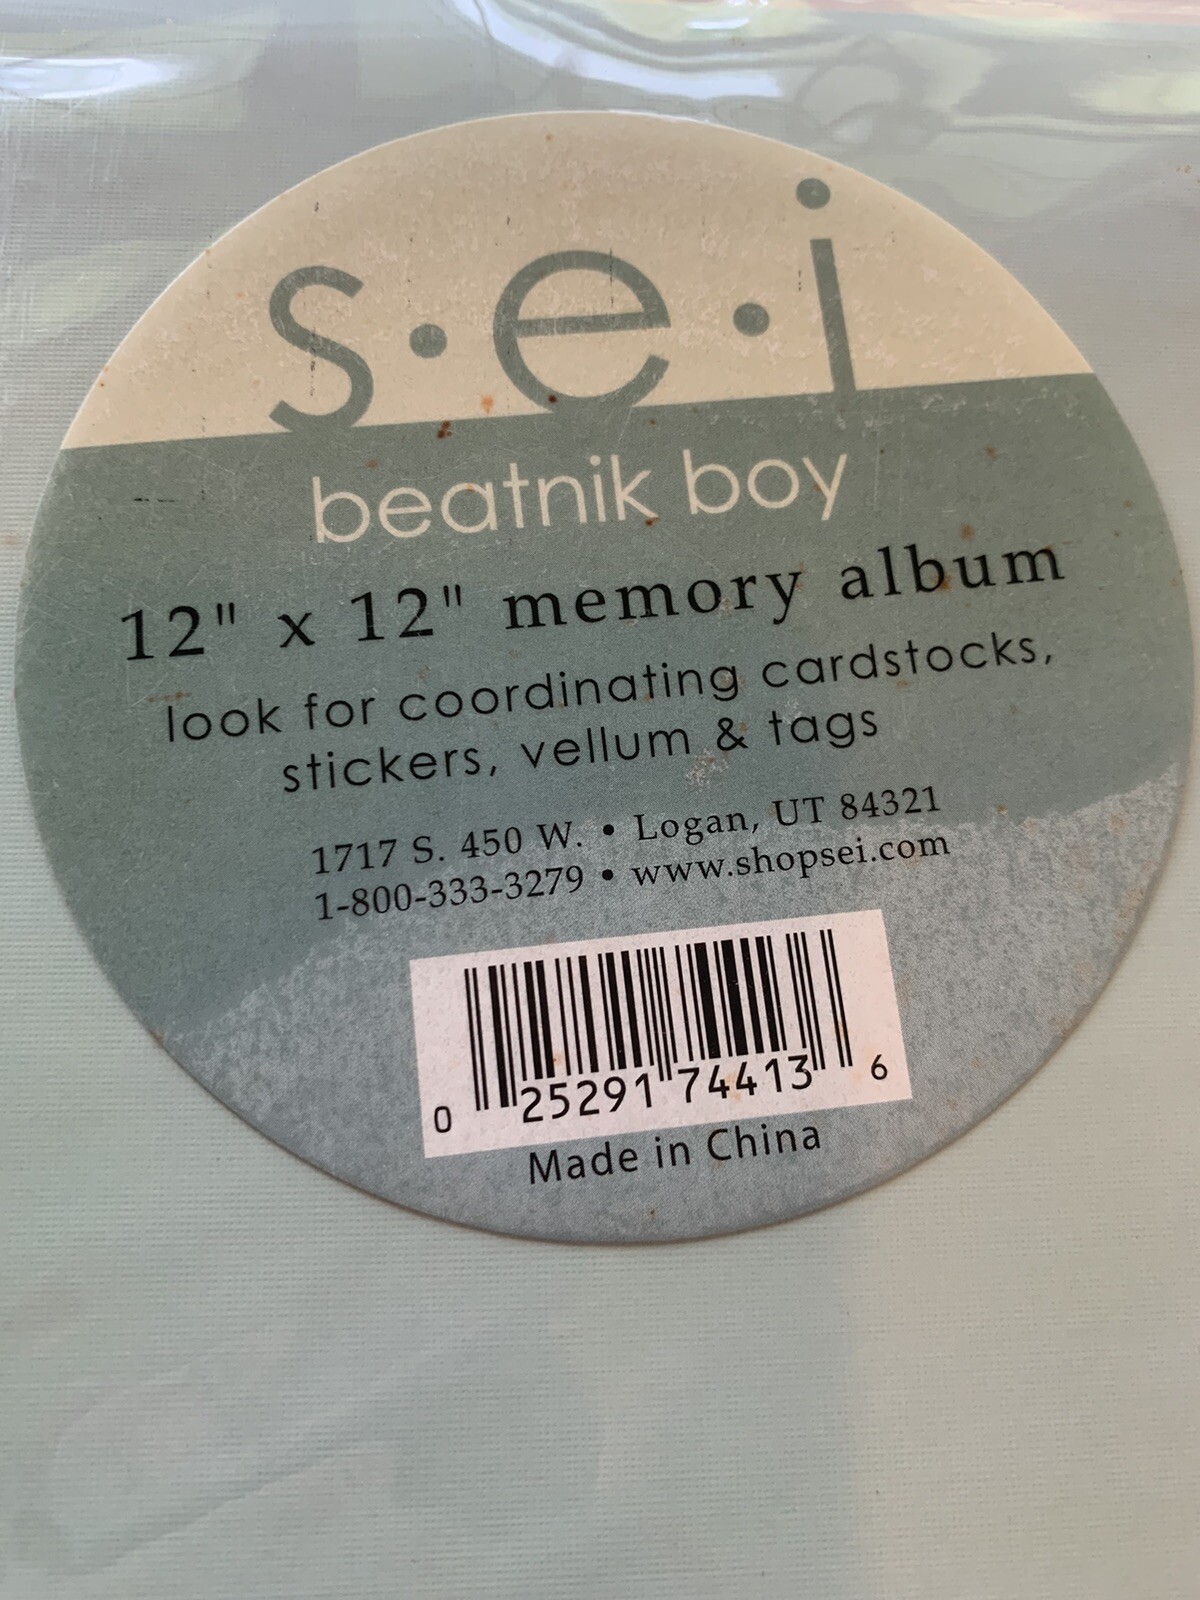 s·e·i
beatnik boy
12" x 12" memory album
look for coordinating cardstocks,
stickers, vellum & tags
1717 S. 450 W. • Logan, UT 84321
1-800-333-3279 • www.shopsei.com
0 25291 74413 6
Made in China